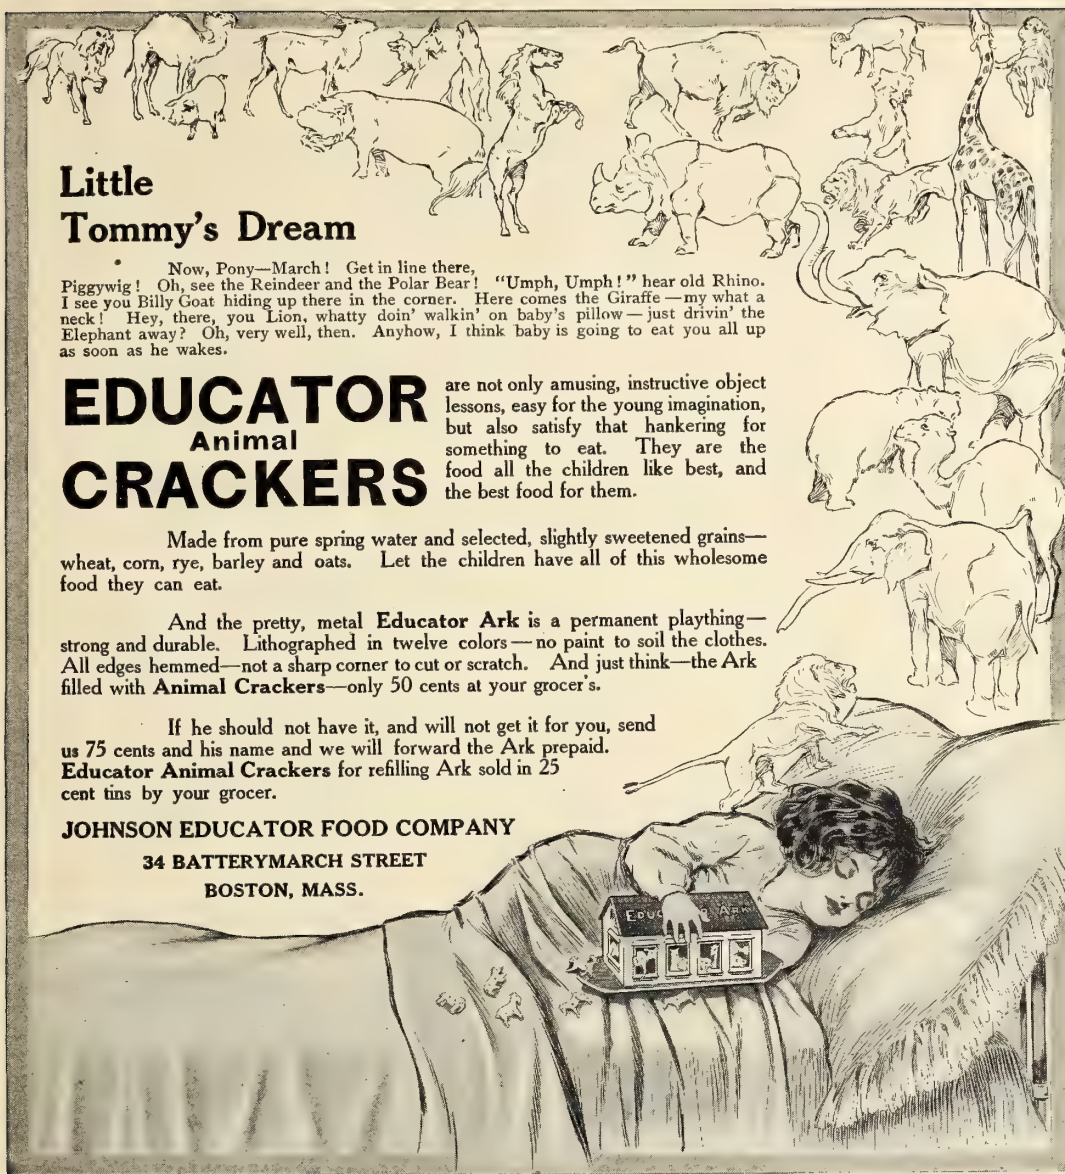 Little
Tommy's Dream
Now, Pony—March! Get in line there,
Piggywig! Oh, see the Reindeer and the Polar Bear! "Umph, Umph!" hear old Rhino.
I see you Billy Goat hiding up there in the corner. Here comes the Giraffe—my what a
neck! Hey, there, you Lion, whatty doin' walkin' on baby's pillow—just drivin' the
Elephant away? Oh, very well, then. Anyhow, I think baby is going to eat you all up
as soon as he wakes.
EDUCATOR
Animal
CRACKERS
are not only amusing, instructive object
lessons, easy for the young imagination,
but also satisfy that hankering for
something to eat. They are the
food all the children like best, and
the best food for them.
Made from pure spring water and selected, slightly sweetened grains—
wheat, corn, rye, barley and oats. Let the children have all of this wholesome
food they can eat.
And the pretty, metal Educator Ark is a permanent plaything—
strong and durable. Lithographed in twelve colors—no paint to soil the clothes.
All edges hemmed—not a sharp corner to cut or scratch. And just think—the Ark
filled with Animal Crackers—only 50 cents at your grocer's.
If he should not have it, and will not get it for you, send
us 75 cents and his name and we will forward the Ark prepaid.
Educator Animal Crackers for refilling Ark sold in 25
cent tins by your grocer.
JOHNSON EDUCATOR FOOD COMPANY
34 BATTERYMARCH STREET
BOSTON, MASS.
EDUC ARK